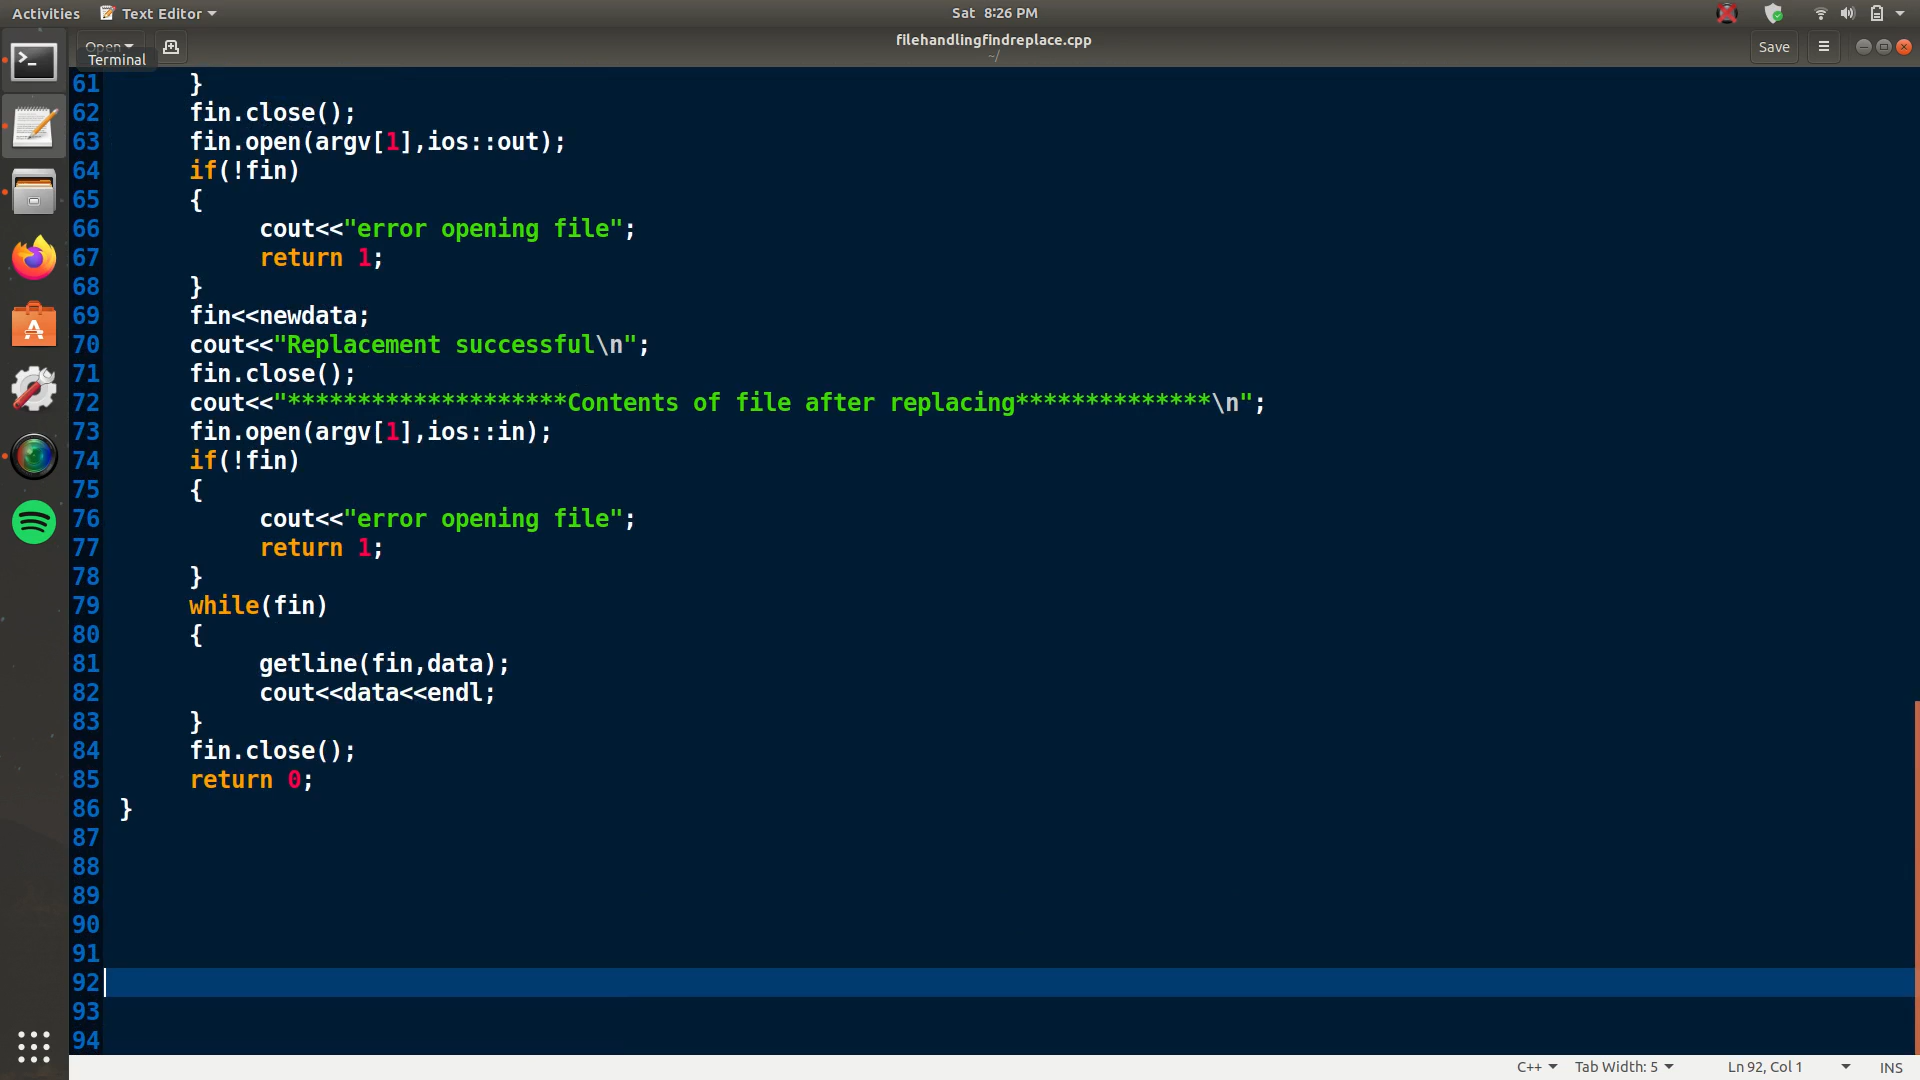 Activities Text Editor Sat 8:26 PM
Open filehandlingfindreplace.cpp Save
Terminal ~/
61 }
62 fin.close();
63 fin.open(argv[1],ios::out);
64 if(!fin)
65 {
66 cout<<"error opening file";
67 return 1;
68 }
69 fin<<newdata;
70 cout<<"Replacement successful\n";
71 fin.close();
72 cout<<"********************Contents of file after replacing**************\n";
73 fin.open(argv[1],ios::in);
74 if(!fin)
75 {
76 cout<<"error opening file";
77 return 1;
78 }
79 while(fin)
80 {
81 getline(fin,data);
82 cout<<data<<endl;
83 }
84 fin.close();
85 return 0;
86 }
87
88
89
90
91
92
93
94
C++ Tab Width: 5 Ln 92, Col 1 INS